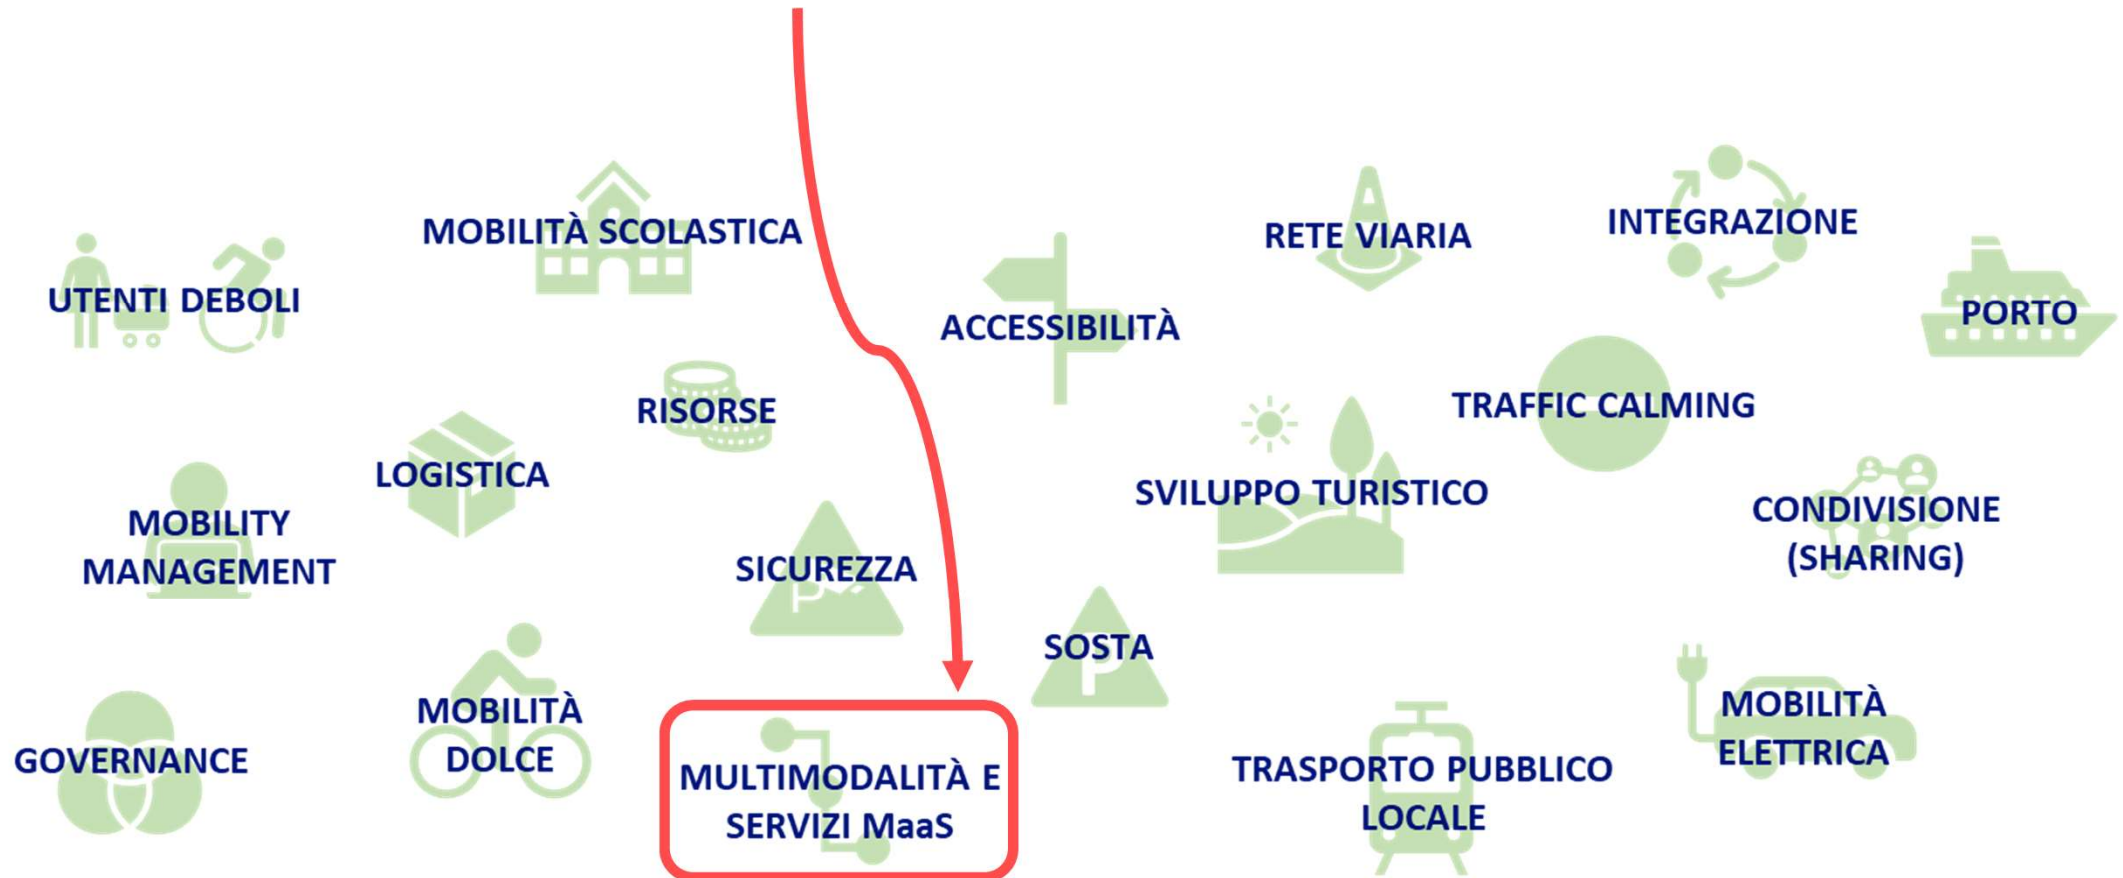 MOBILITÀ SCOLASTICA
RETE VIARIA
INTEGRAZIONE
UTENTI DEBOLI
ACCESSIBILITÀ
PORTO
RISORSE
TRAFFIC CALMING
LOGISTICA
SVILUPPO TURISTICO
MOBILITY
MANAGEMENT
CONDIVISIONE
(SHARING)
SICUREZZA
P
SOSTA
P
GOVERNANCE
MOBILITÀ
DOLCE
MULTIMODALITÀ E
SERVIZI MaaS
TRASPORTO PUBBLICO
LOCALE
MOBILITÀ
ELETTRICA